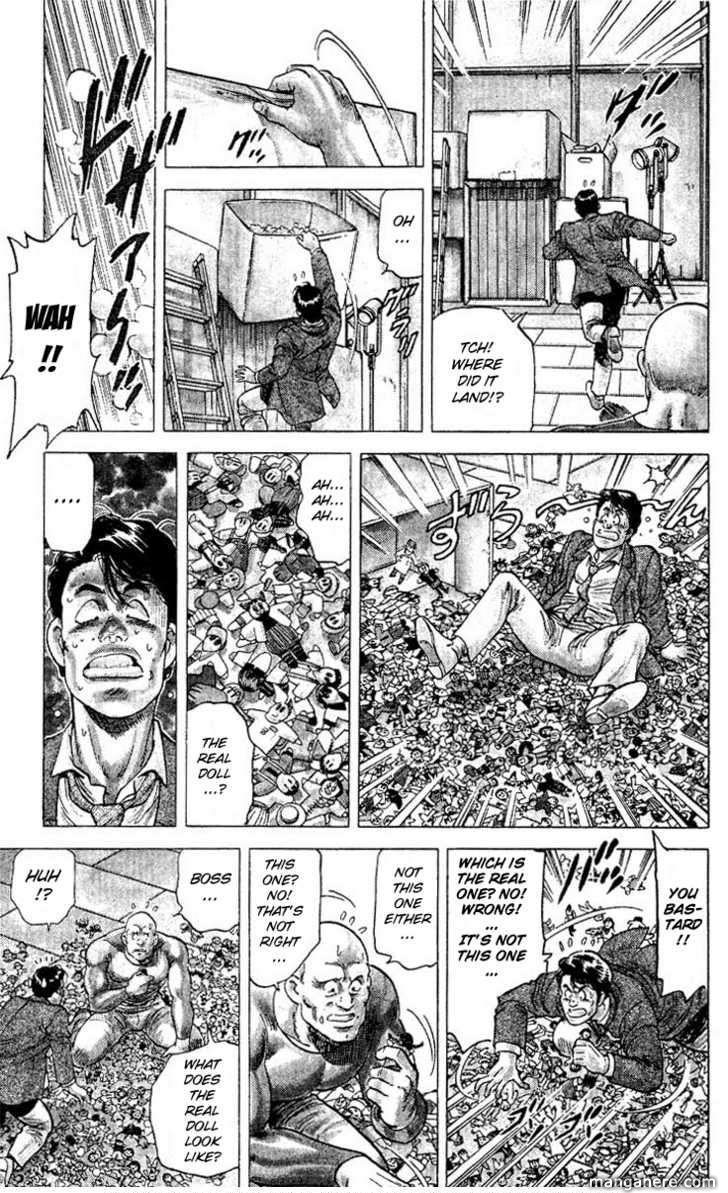 TCH!
WHERE
DID IT
LAND!?
OH
...
WAH
!!
AH...
AH...
AH...
THE
REAL
DOLL
...?
....
YOU
BAS-
TARD
!!
WHICH IS
THE REAL
ONE? NO!
WRONG!
...
IT'S NOT
THIS ONE
...
NOT
THIS ONE
EITHER
...
THIS
ONE?
NO!
THAT'S
NOT
RIGHT
...
BOSS
...
HUH
!?
WHAT
DOES
THE REAL
DOLL
LOOK
LIKE?
manganere.com